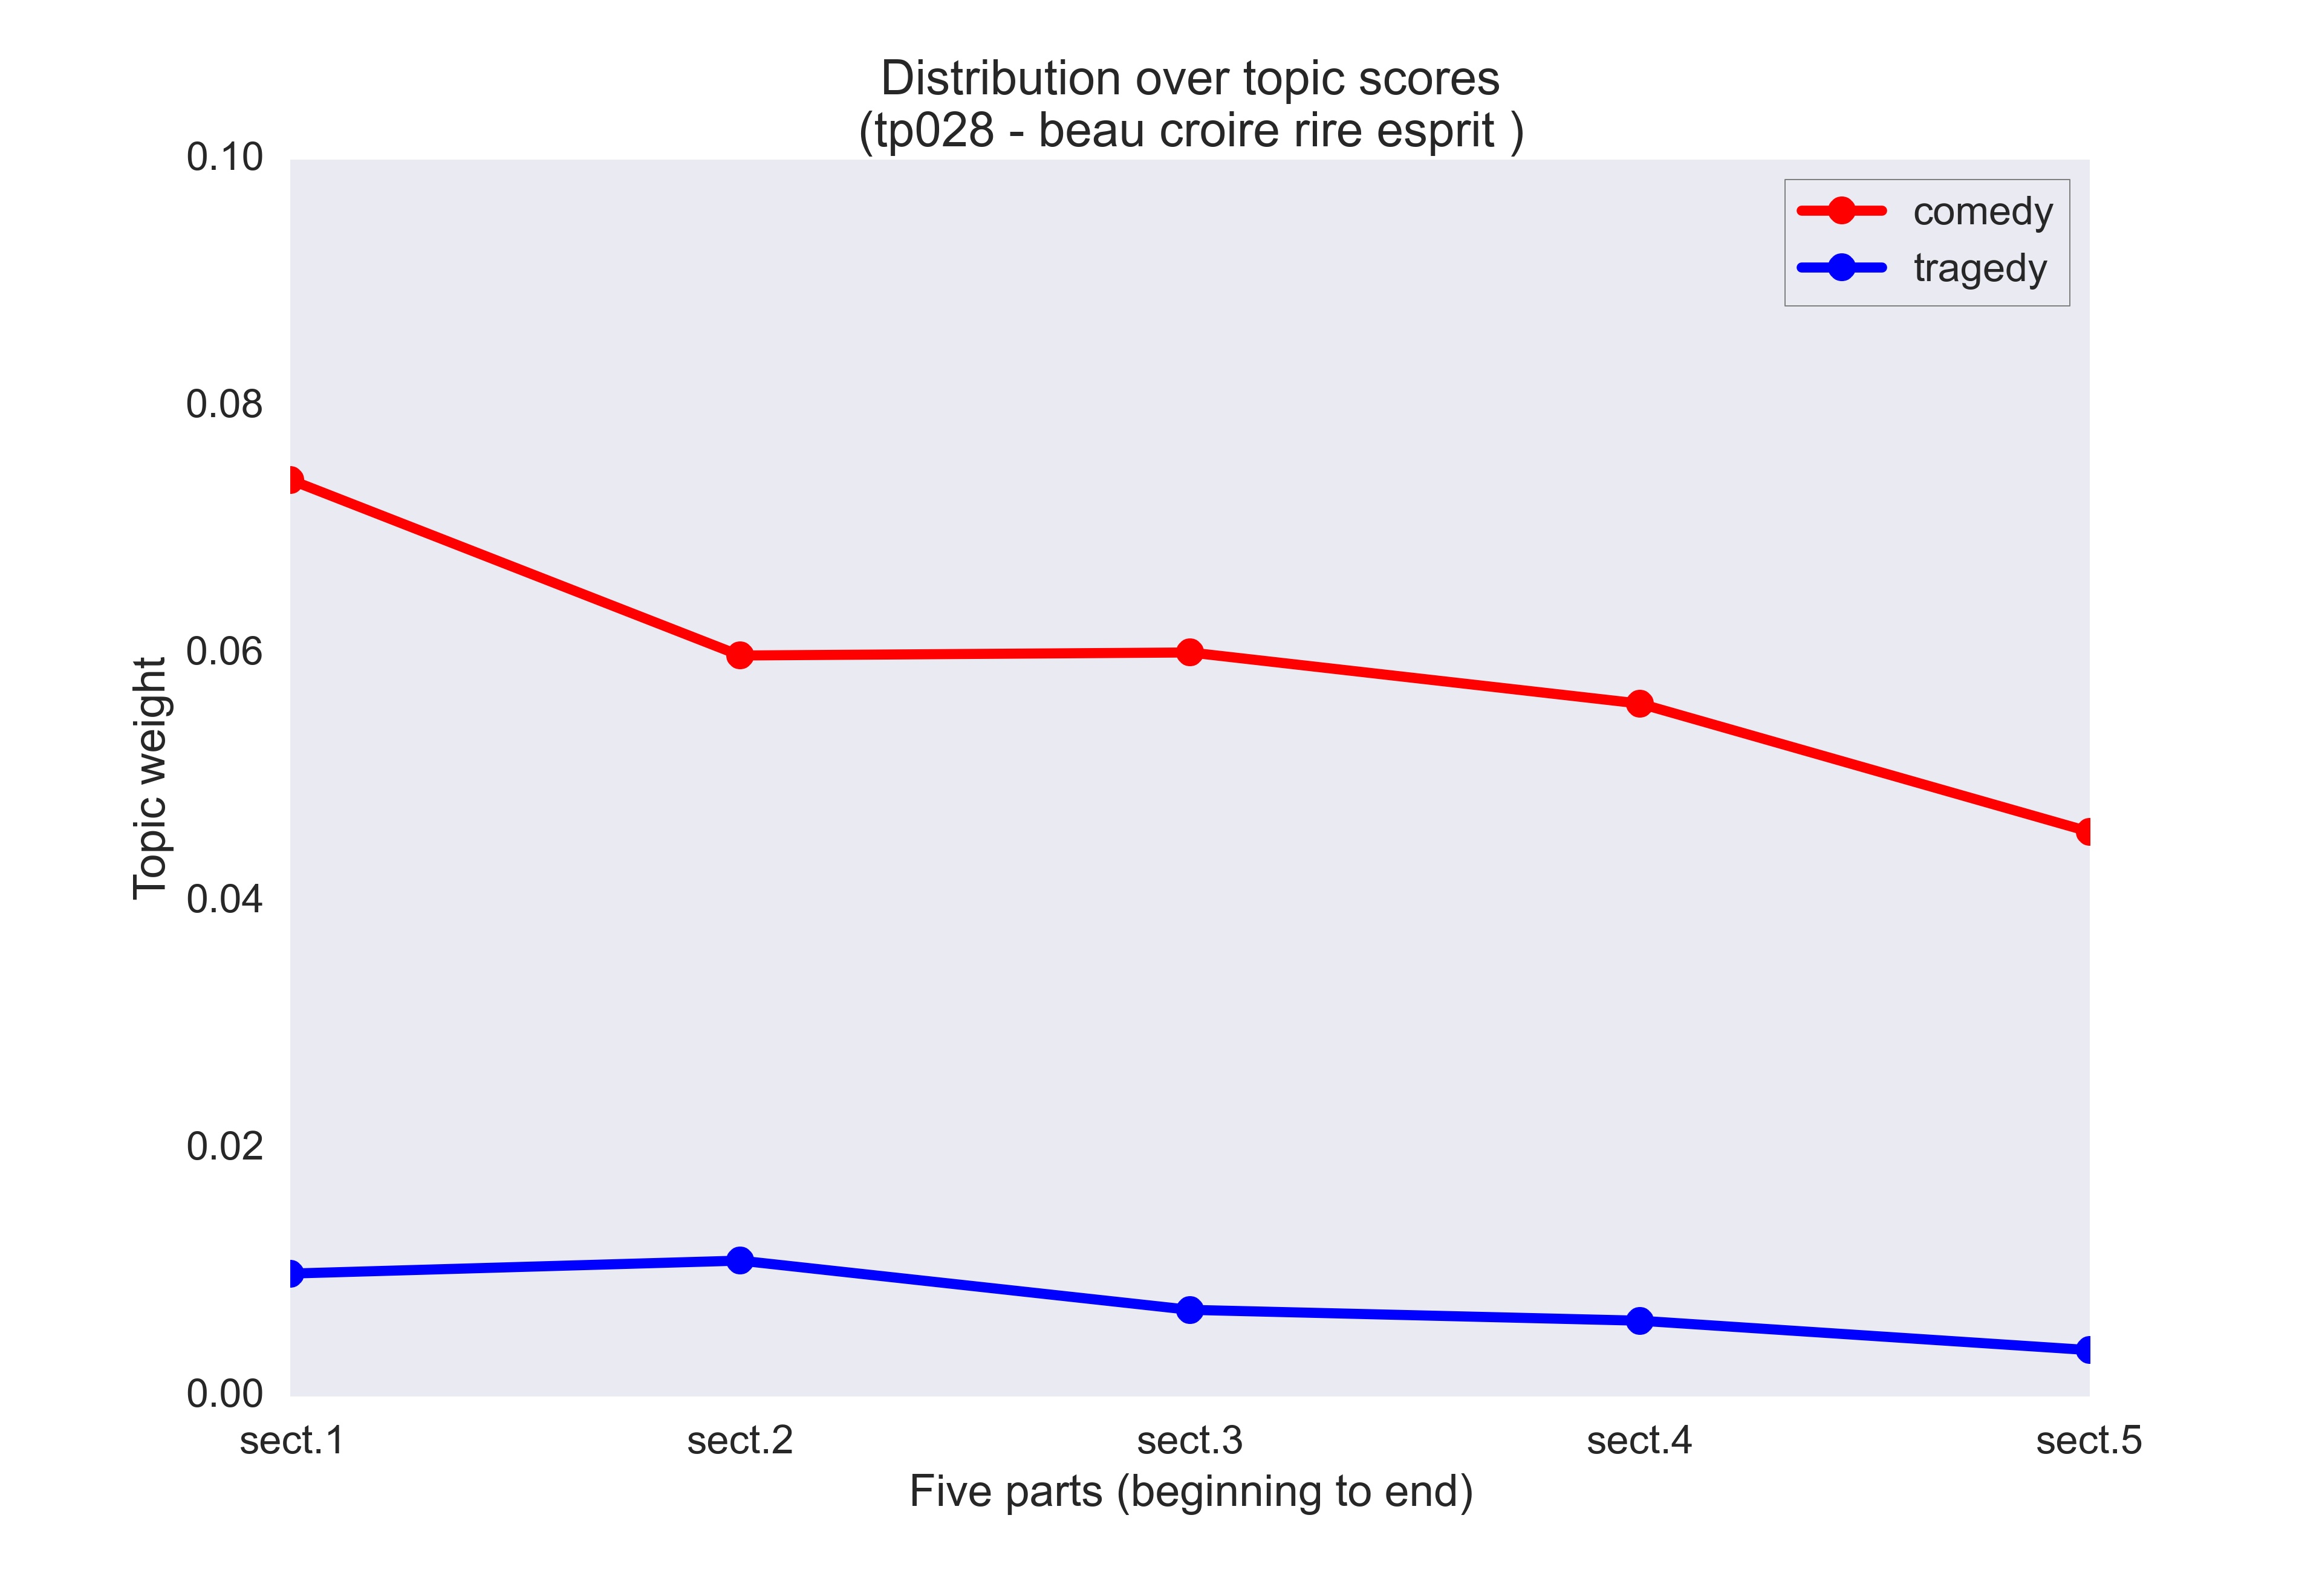 Distribution over topic scores
(tp028 - beau croire rire esprit )
comedy
tragedy
Topic weight
0.10
0.08
0.06
0.04
0.02
0.00
sect.1 sect.2 sect.3 sect.4 sect.5
Five parts (beginning to end)